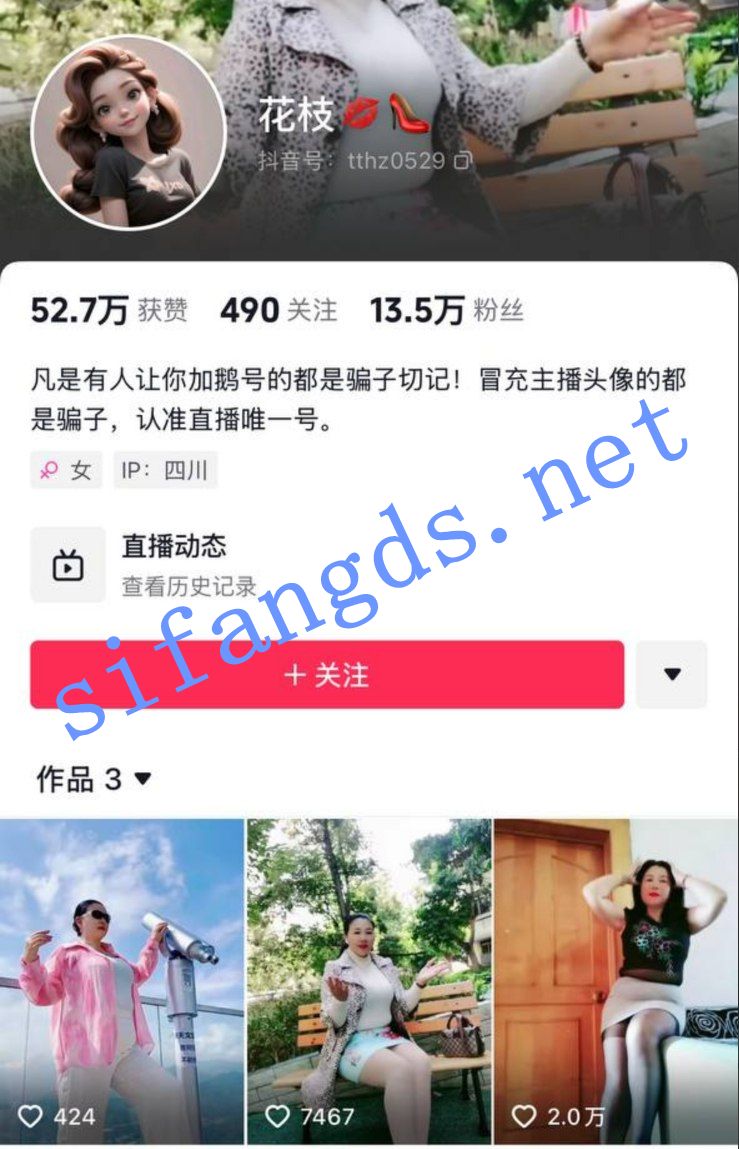 花枝💋👠
抖音号：tthz0529
52.7万 获赞 490 关注 13.5万 粉丝
凡是有人让你加鹅号的都是骗子切记！冒充主播头像的都
是骗子，认准直播唯一号。
女 IP：四川
直播动态
查看历史记录
sifangds.net
＋关注
作品 3
424 7467 2.0万